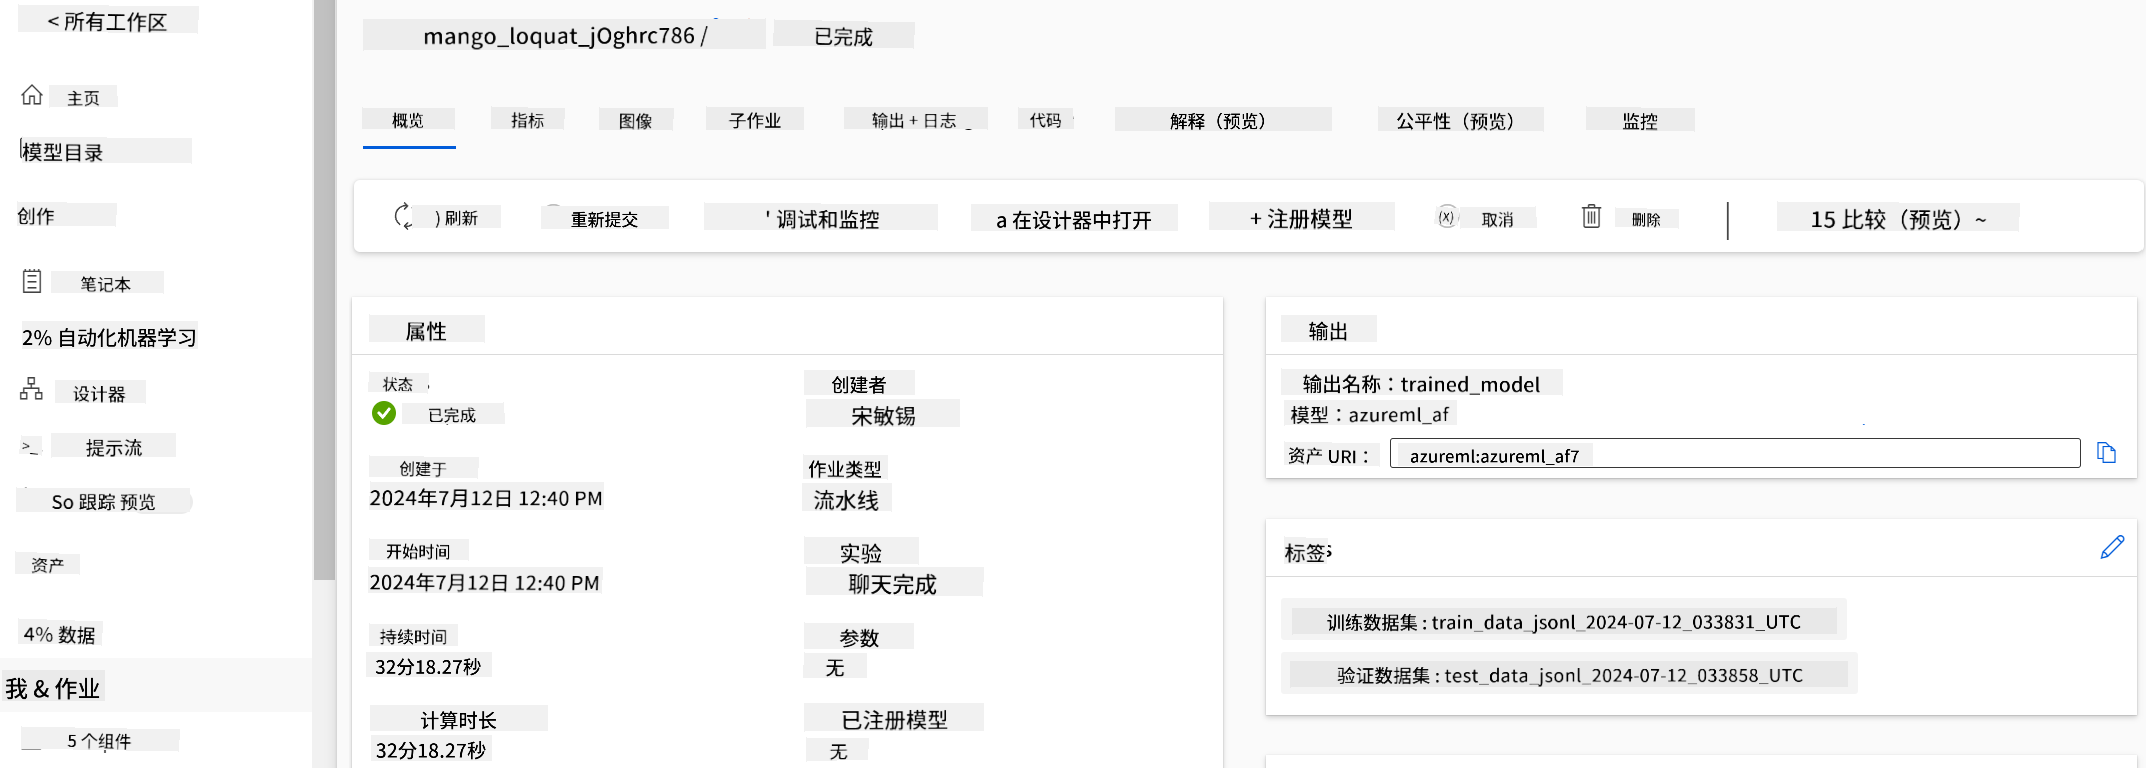 < 所有工作区
主页
模型目录
创作
笔记本
2% 自动化机器学习
设计器
>_ 提示流
So 跟踪 预览
资产
4% 数据
我 & 作业
5 个组件
mango_loquat_jOghrc786 / 已完成
概览 指标 图像 子作业 输出 + 日志 代码 解释（预览） 公平性（预览） 监控
) 刷新 重新提交 ' 调试和监控 a 在设计器中打开 + 注册模型 (x) 取消 删除 15 比较（预览）~
属性
状态
已完成
创建于
2024年7月12日 12:40 PM
开始时间
2024年7月12日 12:40 PM
持续时间
32分18.27秒
计算时长
32分18.27秒
创建者
宋敏锡
作业类型
流水线
实验
聊天完成
参数
无
已注册模型
无
输出
输出名称：trained_model
模型：azureml_af
资产 URI： azureml:azureml_af7
标签
训练数据集 : train_data_jsonl_2024-07-12_033831_UTC
验证数据集 : test_data_jsonl_2024-07-12_033858_UTC